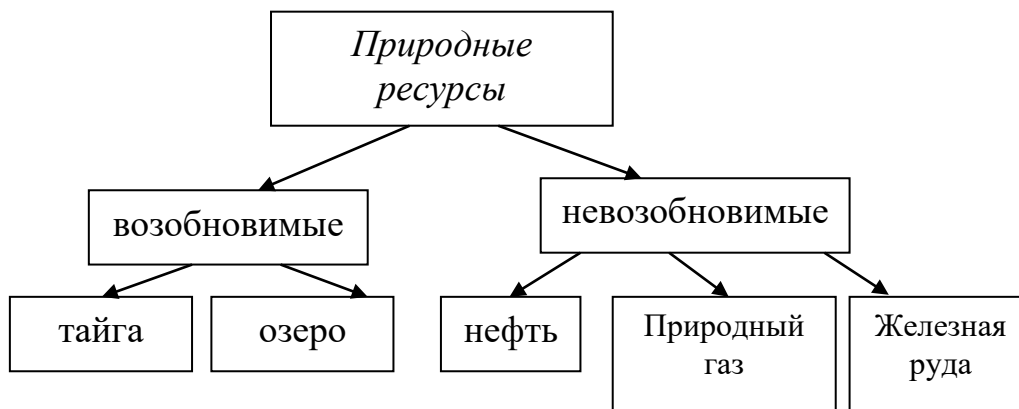 Природные
ресурсы
возобновимые
невозобновимые
тайга
озеро
нефть
Природный
газ
Железная
руда